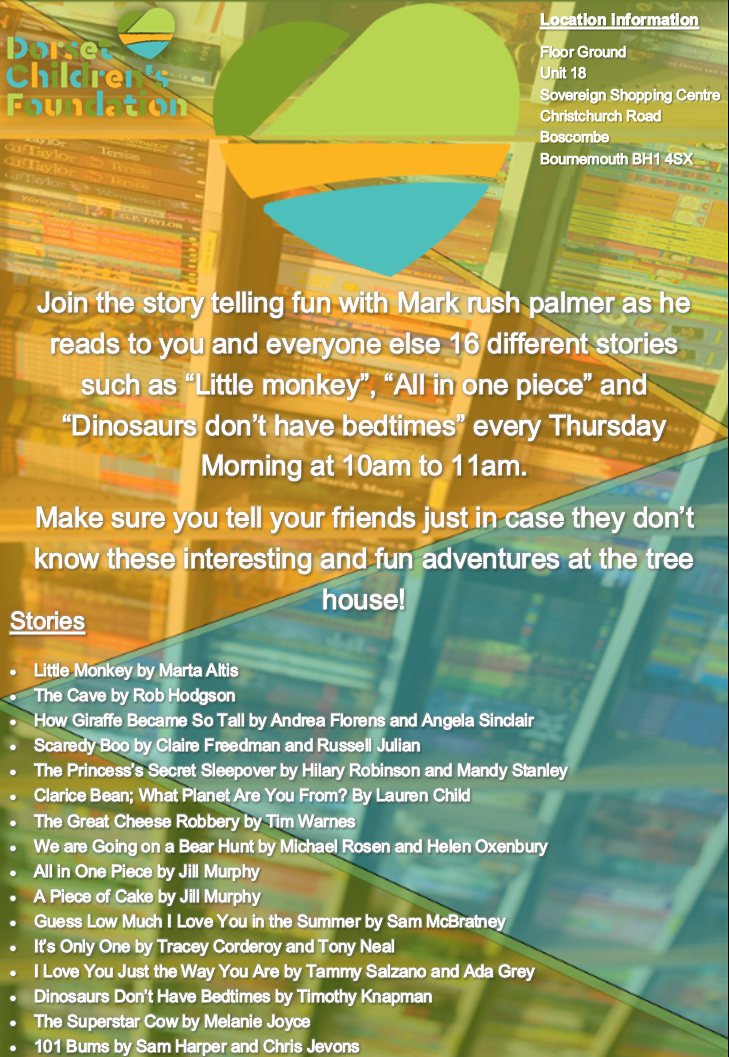 Dorset
Children's
Foundation
Location information
Floor Ground
Unit 18
Sovereign Shopping Centre
Christchurch Road
Boscombe
Bournemouth BH1 4SX
G.P. TAYLOR
Join the story telling fun with Mark rush palmer as he
reads to you and everyone else 16 different stories
such as “Little monkey”, “All in one piece” and
“Dinosaurs don’t have bedtimes” every Thursday
Morning at 10am to 11am.
Make sure you tell your friends just in case they don’t
know these interesting and fun adventures at the tree
house!
Stories
• Little Monkey by Marta Altis
• The Cave by Rob Hodgson
• How Giraffe Became So Tall by Andrea Florens and Angela Sinclair
• Scaredy Boo by Claire Freedman and Russell Julian
• The Princess’s Secret Sleepover by Hilary Robinson and Mandy Stanley
• Clarice Bean; What Planet Are You From? By Lauren Child
• The Great Cheese Robbery by Tim Warnes
• We are Going on a Bear Hunt by Michael Rosen and Helen Oxenbury
• All in One Piece by Jill Murphy
• A Piece of Cake by Jill Murphy
• Guess Low Much I Love You in the Summer by Sam McBratney
• It’s Only One by Tracey Corderoy and Tony Neal
• I Love You Just the Way You Are by Tammy Salzano and Ada Grey
• Dinosaurs Don’t Have Bedtimes by Timothy Knapman
• The Superstar Cow by Melanie Joyce
• 101 Bums by Sam Harper and Chris Jevons